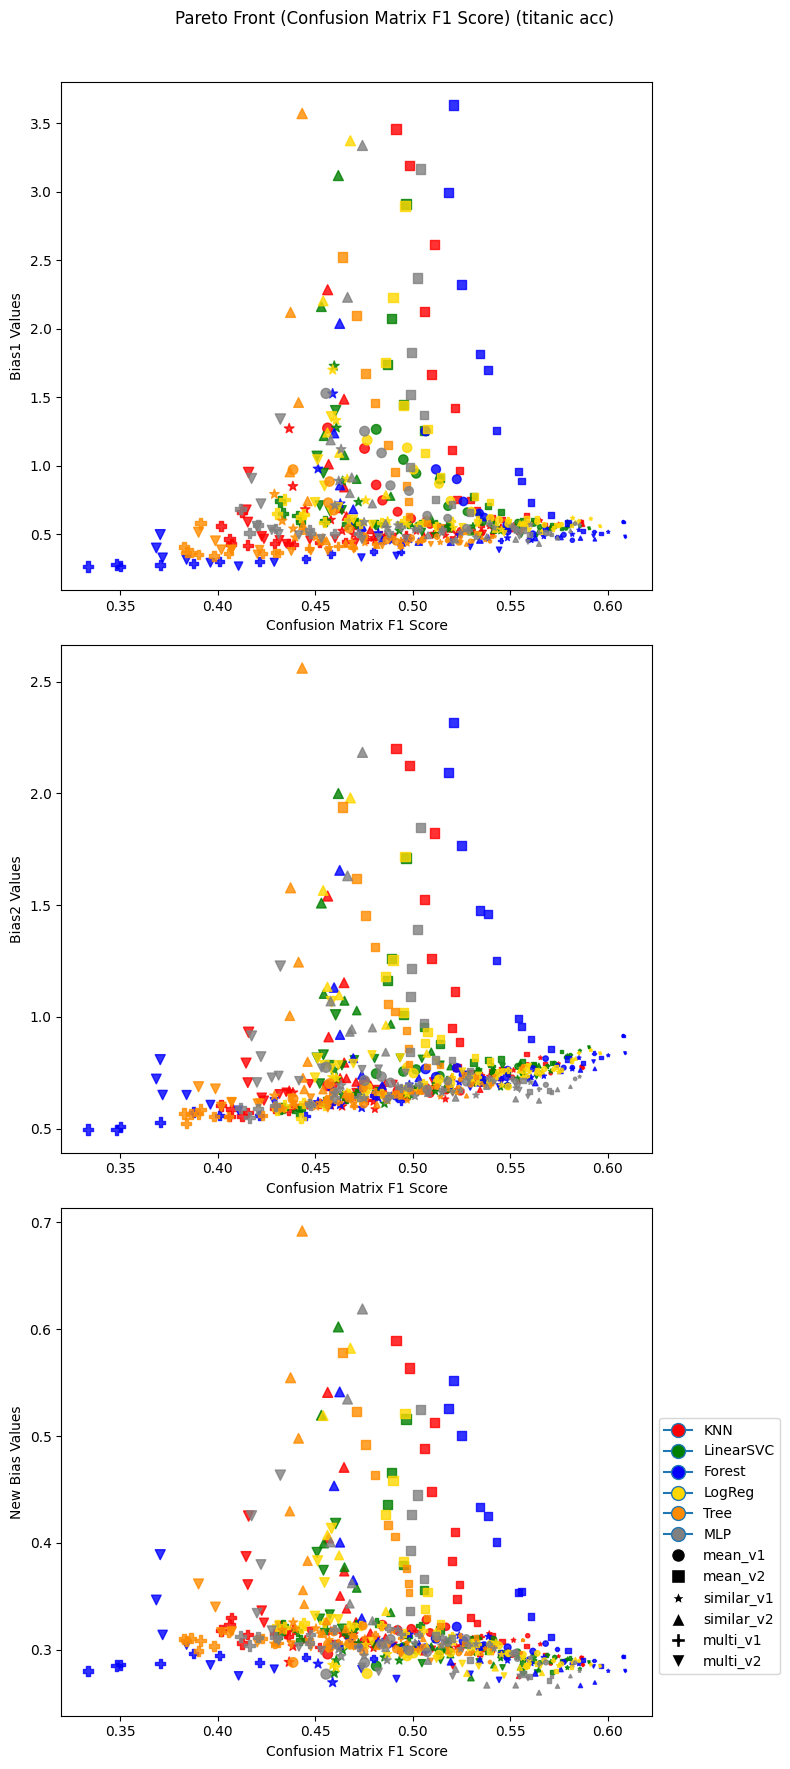 Pareto Front (Confusion Matrix F1 Score) (titanic acc)
3.5
3.0
2.5
2.0
1.5
1.0
0.5
Bias1 Values
0.35 0.40 0.45 0.50 0.55 0.60
Confusion Matrix F1 Score
2.5
2.0
1.5
1.0
0.5
Bias2 Values
0.35 0.40 0.45 0.50 0.55 0.60
Confusion Matrix F1 Score
0.7
0.6
0.5
0.4
0.3
New Bias Values
0.35 0.40 0.45 0.50 0.55 0.60
Confusion Matrix F1 Score
KNN
LinearSVC
Forest
LogReg
Tree
MLP
mean_v1
mean_v2
similar_v1
similar_v2
multi_v1
multi_v2